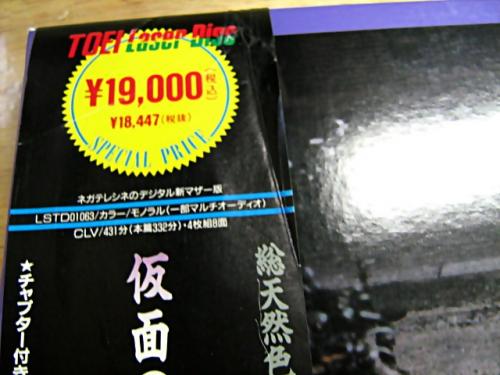 TOEI Laser Disc
¥19,000(税込)
¥18,447(税抜)
SPECIAL PRICE
ネガテレシネのデジタル新マザー版
LSTD01063/カラー/モノラル(一部マルチオーディオ)
CLV/431分(本篇332分)・4枚組8面
総天然色
仮面の
★チャプター付き